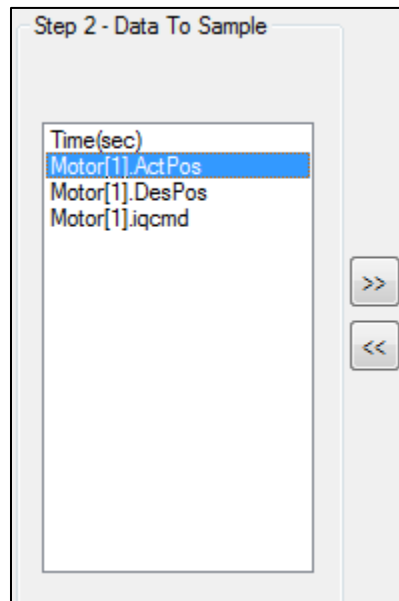 Step 2 - Data To Sample
Time(sec)
Motor[1].ActPos
Motor[1].DesPos
Motor[1].iqcmd
>>
<<